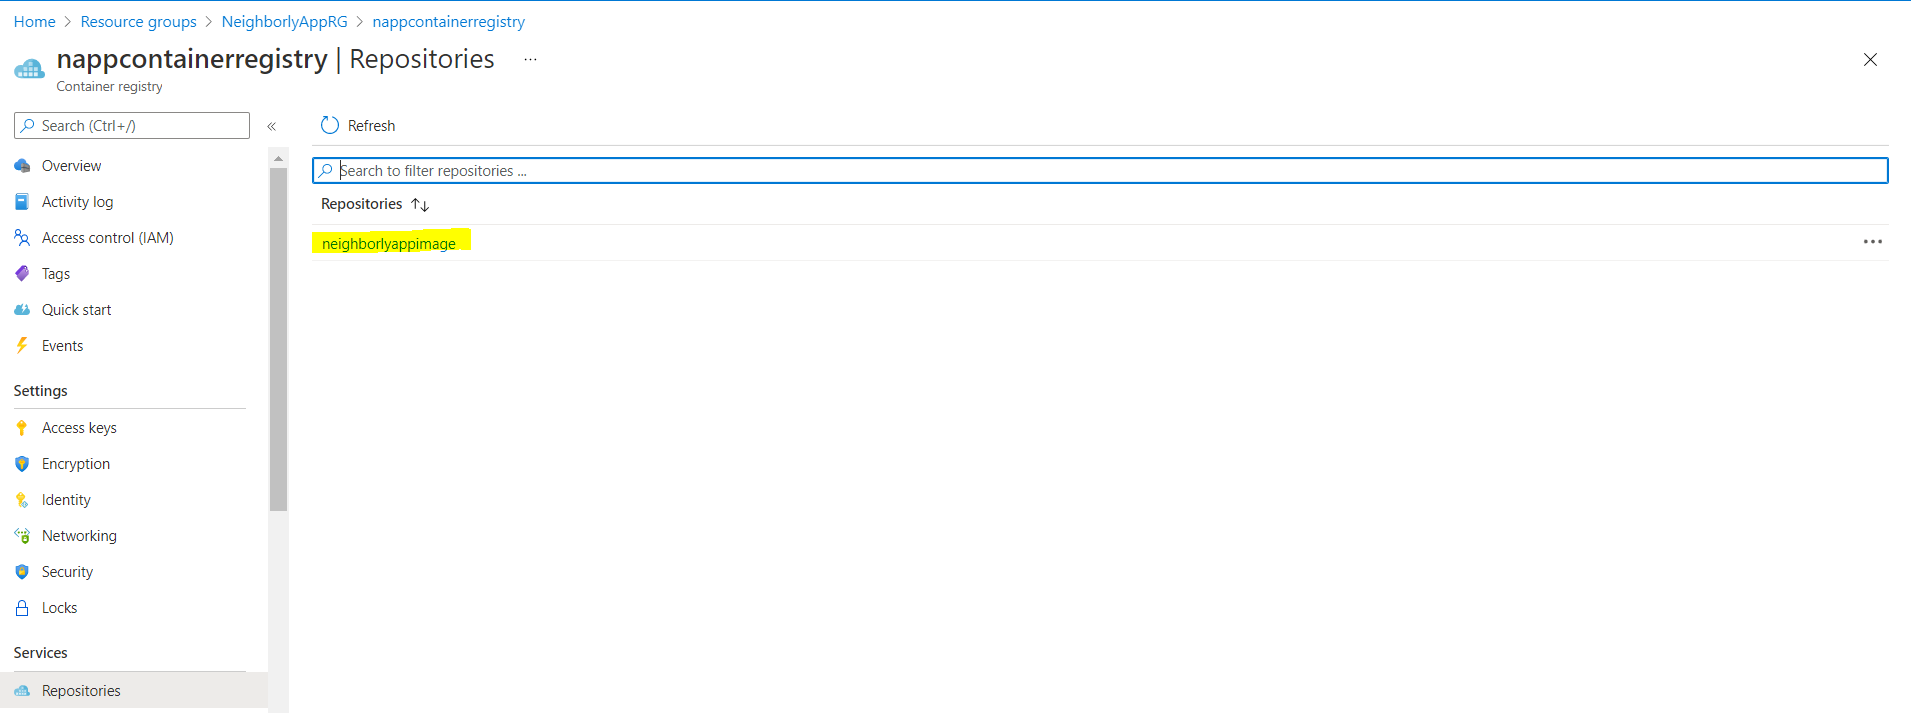 Home > Resource groups > NeighborlyAppRG > nappcontainerregistry
nappcontainerregistry | Repositories ...
Container registry
Search (Ctrl+/) «
Refresh
Overview
Activity log
Access control (IAM)
Tags
Quick start
Events
Settings
Access keys
Encryption
Identity
Networking
Security
Locks
Services
Repositories
Search to filter repositories ...
Repositories ↑↓
neighborlyappimage